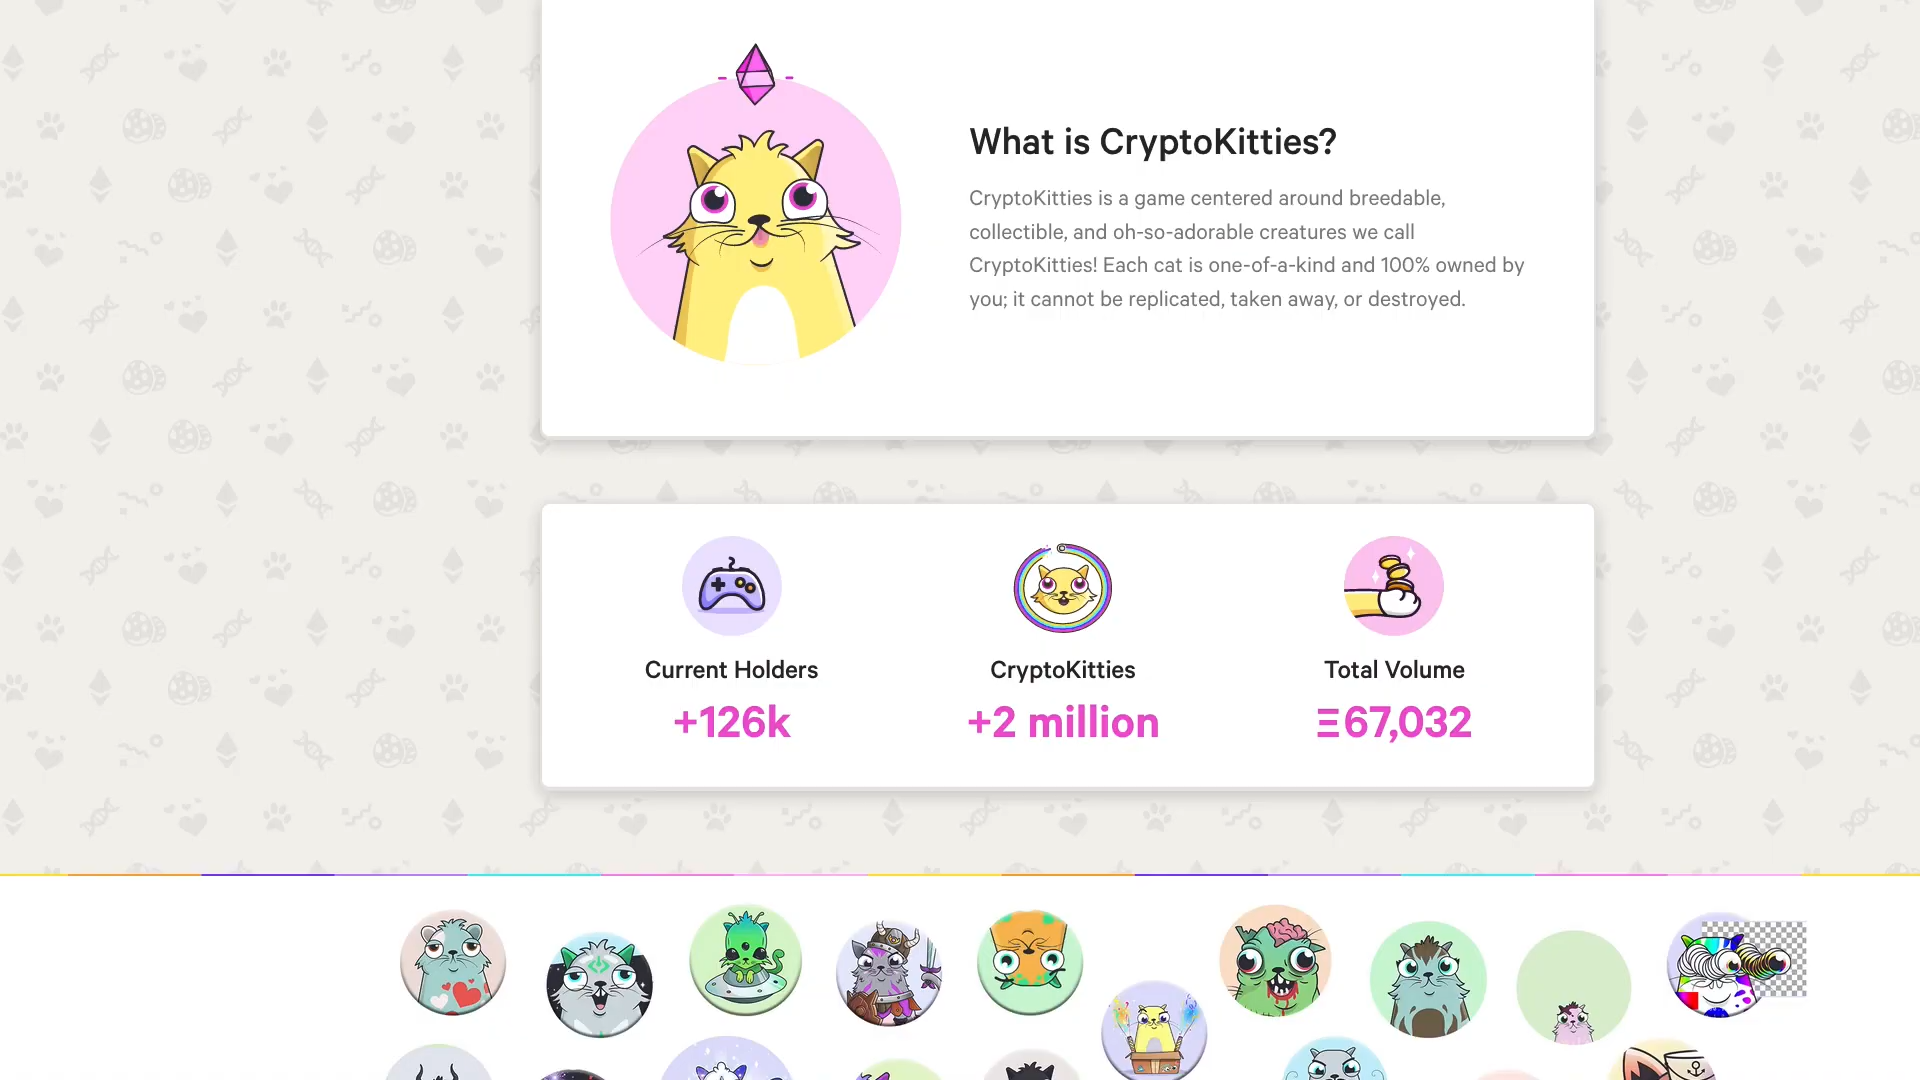 What is CryptoKitties?
CryptoKitties is a game centered around breedable,
collectible, and oh-so-adorable creatures we call
CryptoKitties! Each cat is one-of-a-kind and 100% owned by
you; it cannot be replicated, taken away, or destroyed.
Current Holders
+126k
CryptoKitties
+2 million
Total Volume
Ξ67,032